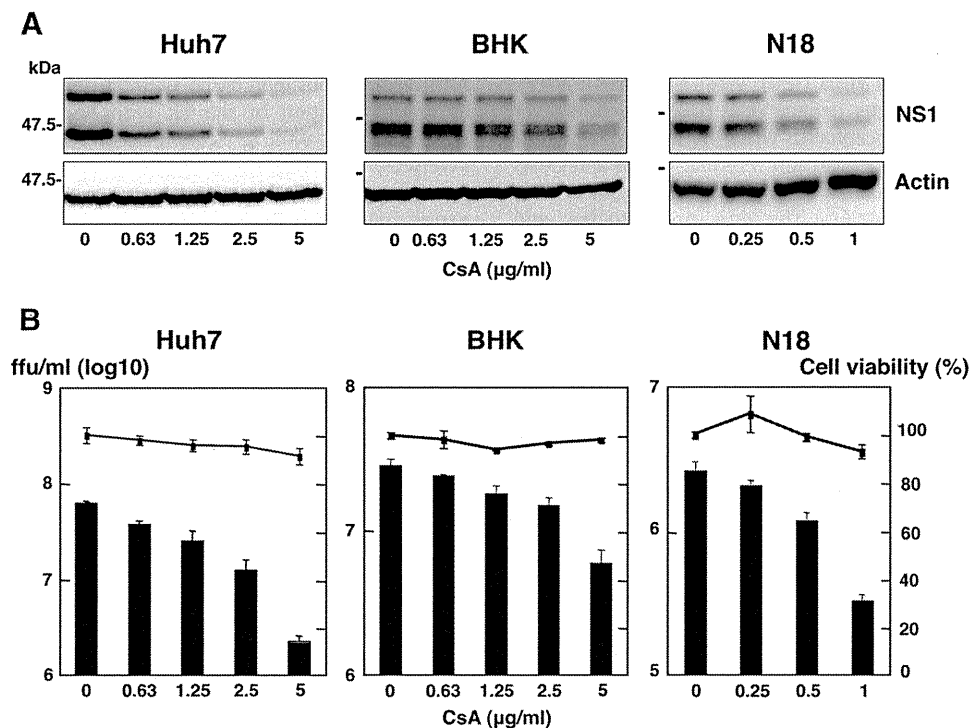 A
Huh7 BHK N18
kDa
47.5-
NS1
47.5-
Actin
0 0.63 1.25 2.5 5 0 0.63 1.25 2.5 5 0 0.25 0.5 1
CsA (µg/ml)
B
Huh7 BHK N18
ffu/ml (log10) Cell viability (%)
9 8 7
100
8 80
7 6 60
7 40
20
6 6 5 0
0 0.63 1.25 2.5 5 0 0.63 1.25 2.5 5 0 0.25 0.5 1
CsA (µg/ml)